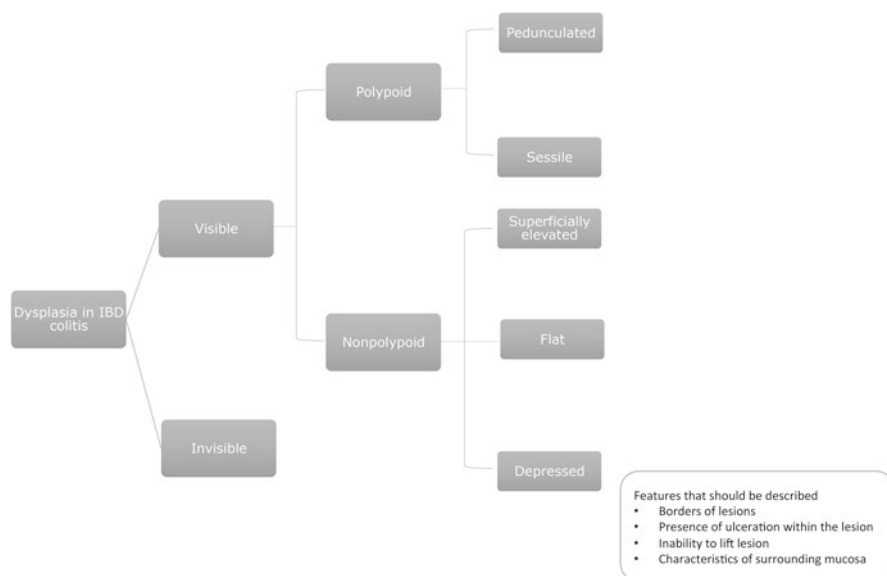 Pedunculated
Polypoid
Sessile
Visible
Superficially
elevated
Dysplasia in IBD
colitis
Nonpolypoid
Flat
Invisible
Depressed
Features that should be described
• Borders of lesions
• Presence of ulceration within the lesion
• Inability to lift lesion
• Characteristics of surrounding mucosa